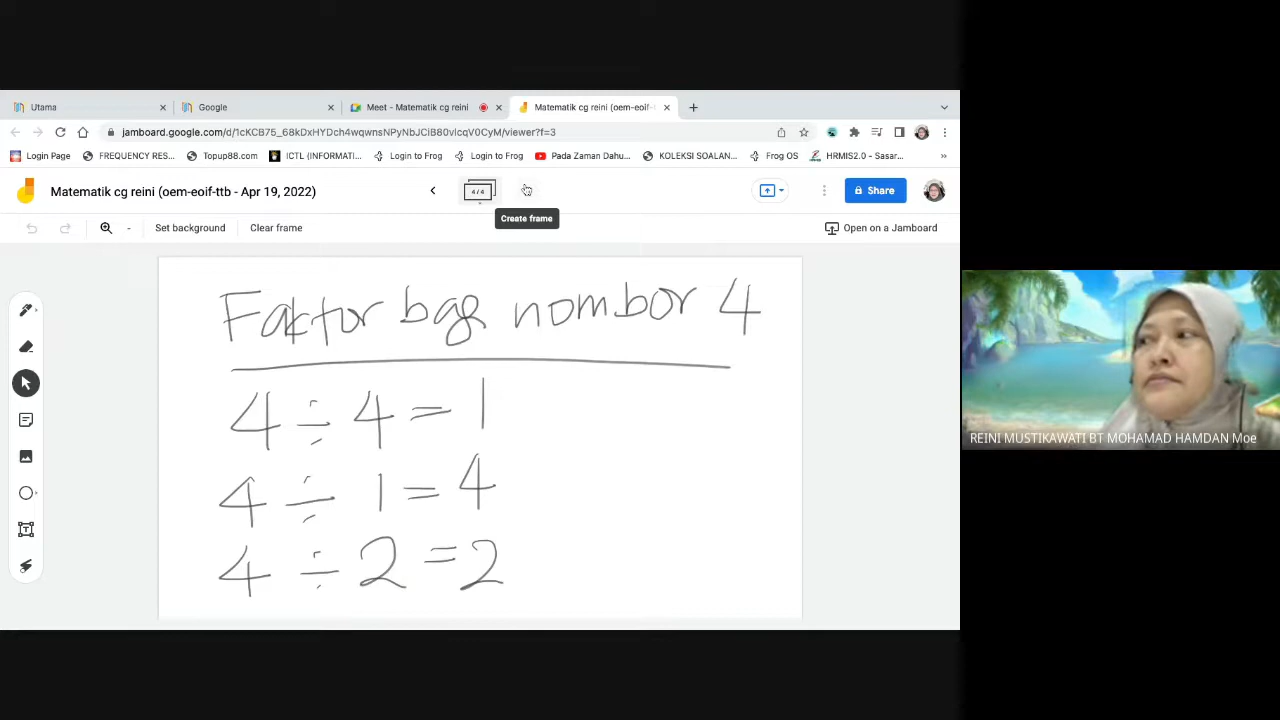 Utama
Google
Meet - Matematik cg reini
Matematik cg reini (oem-eoif-t
jamboard.google.com/d/1cKCB75_68kDxHYDch4wqwnsNPyNbJCiB80vlcqV0CyM/viewer?f=3
Login Page
FREQUENCY RES...
Topup88.com
ICTL (INFORMATI...
Login to Frog
Login to Frog
Pada Zaman Dahu...
KOLEKSI SOALAN...
Frog OS
HRMIS2.0 - Sasar...
»
Matematik cg reini (oem-eoif-ttb - Apr 19, 2022)
4/4
Share
Create frame
Set background
Clear frame
Open on a Jamboard
Faktor bagi nombor 4
4 ÷ 4 = 1
4 ÷ 1 = 4
4 ÷ 2 = 2
REINI MUSTIKAWATI BT MOHAMAD HAMDAN Moe